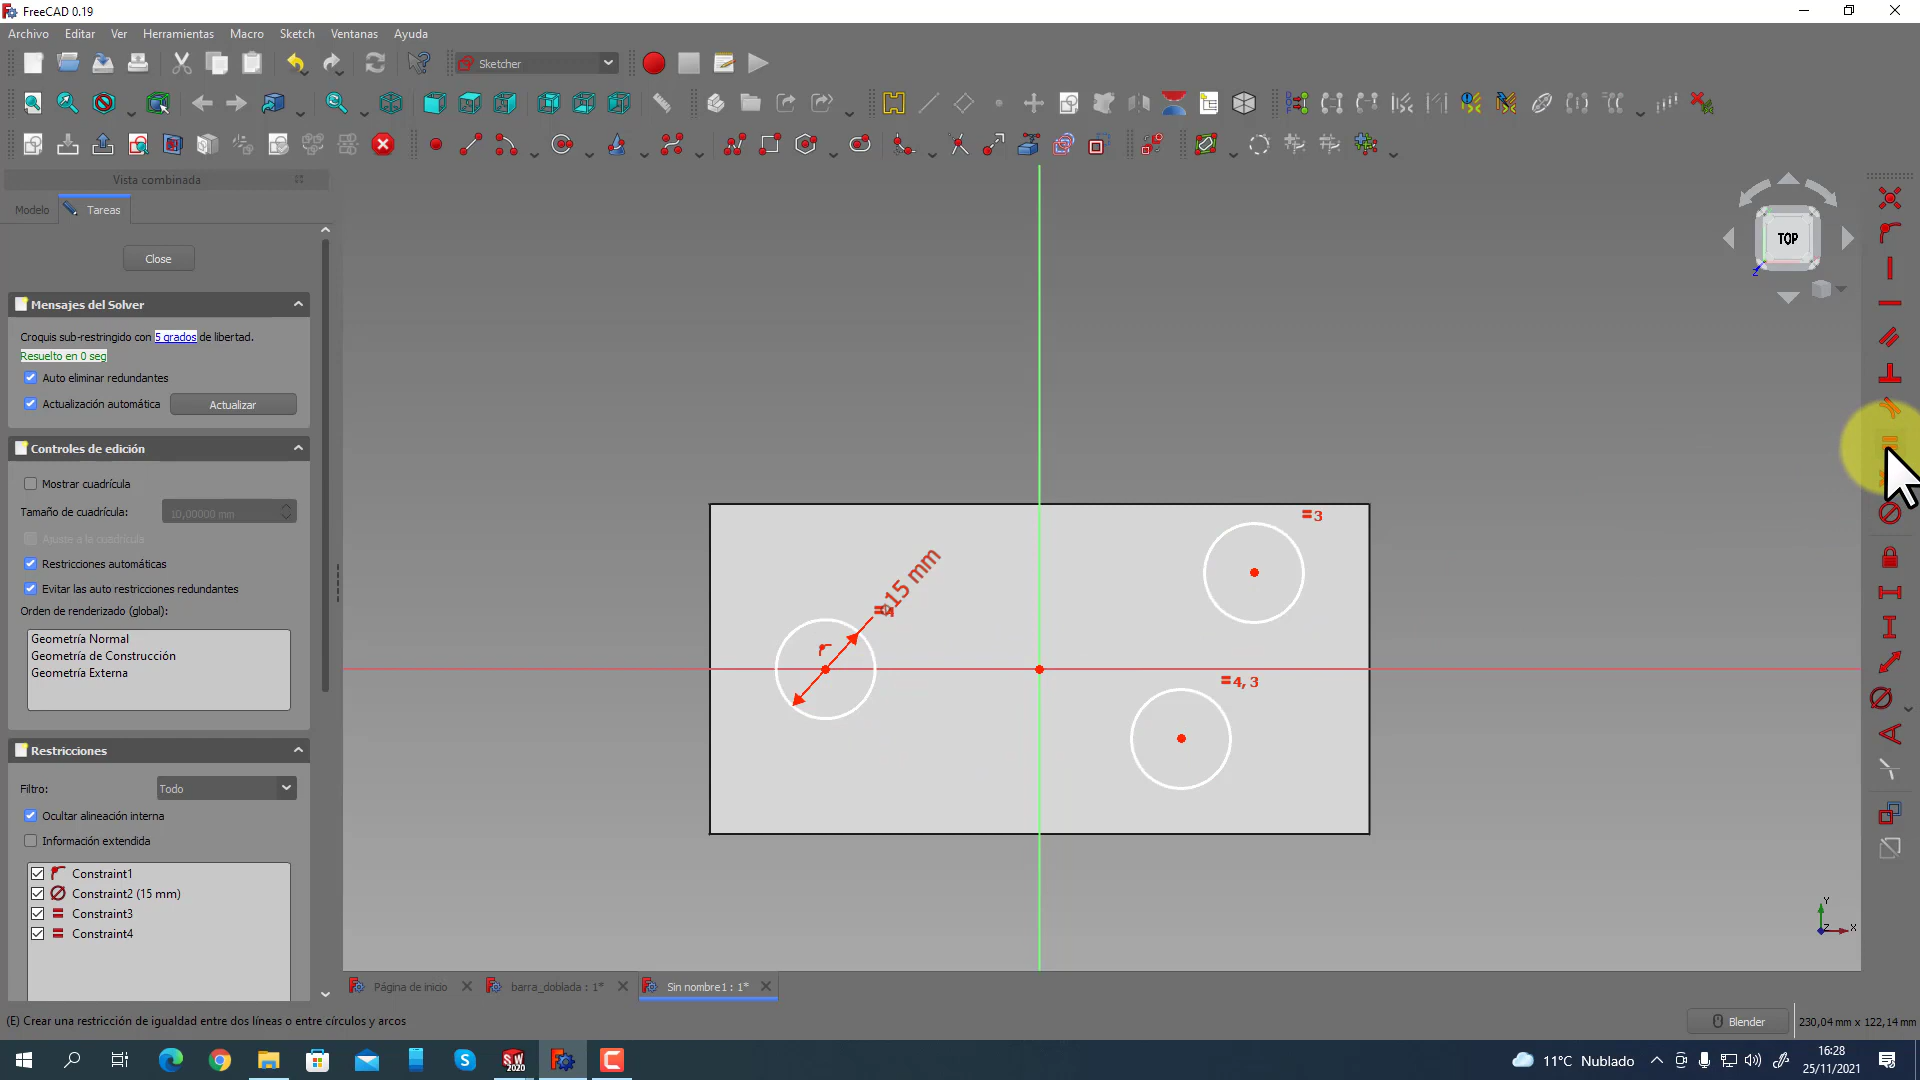 FreeCAD 0.19
Archivo Editar Ver Herramientas Macro Sketch Ventanas Ayuda
Sketcher
Vista combinada
Modelo Tareas
Close
Mensajes del Solver
Croquis sub-restringido con 5 grados de libertad.
Resuelto en 0 seg
Auto eliminar redundantes
Actualización automática Actualizar
Controles de edición
Mostrar cuadrícula
Tamaño de cuadrícula: 10,00000 mm
Ajuste a la cuadrícula
Restricciones automáticas
Evitar las auto restricciones redundantes
Orden de renderizado (global):
Geometría Normal
Geometría de Construcción
Geometría Externa
Restricciones
Filtro: Todo
Ocultar alineación interna
Información extendida
Constraint1
Constraint2 (15 mm)
Constraint3
Constraint4
TOP
Z
=3
15 mm
=4
=4, 3
Y
Z X
Página de inicio barra_doblada : 1* Sin nombre1 : 1*
(E) Crear una restricción de igualdad entre dos líneas o entre círculos y arcos
Blender 230,04 mm x 122,14 mm
SW 2020
11°C Nublado
16:28
25/11/2021